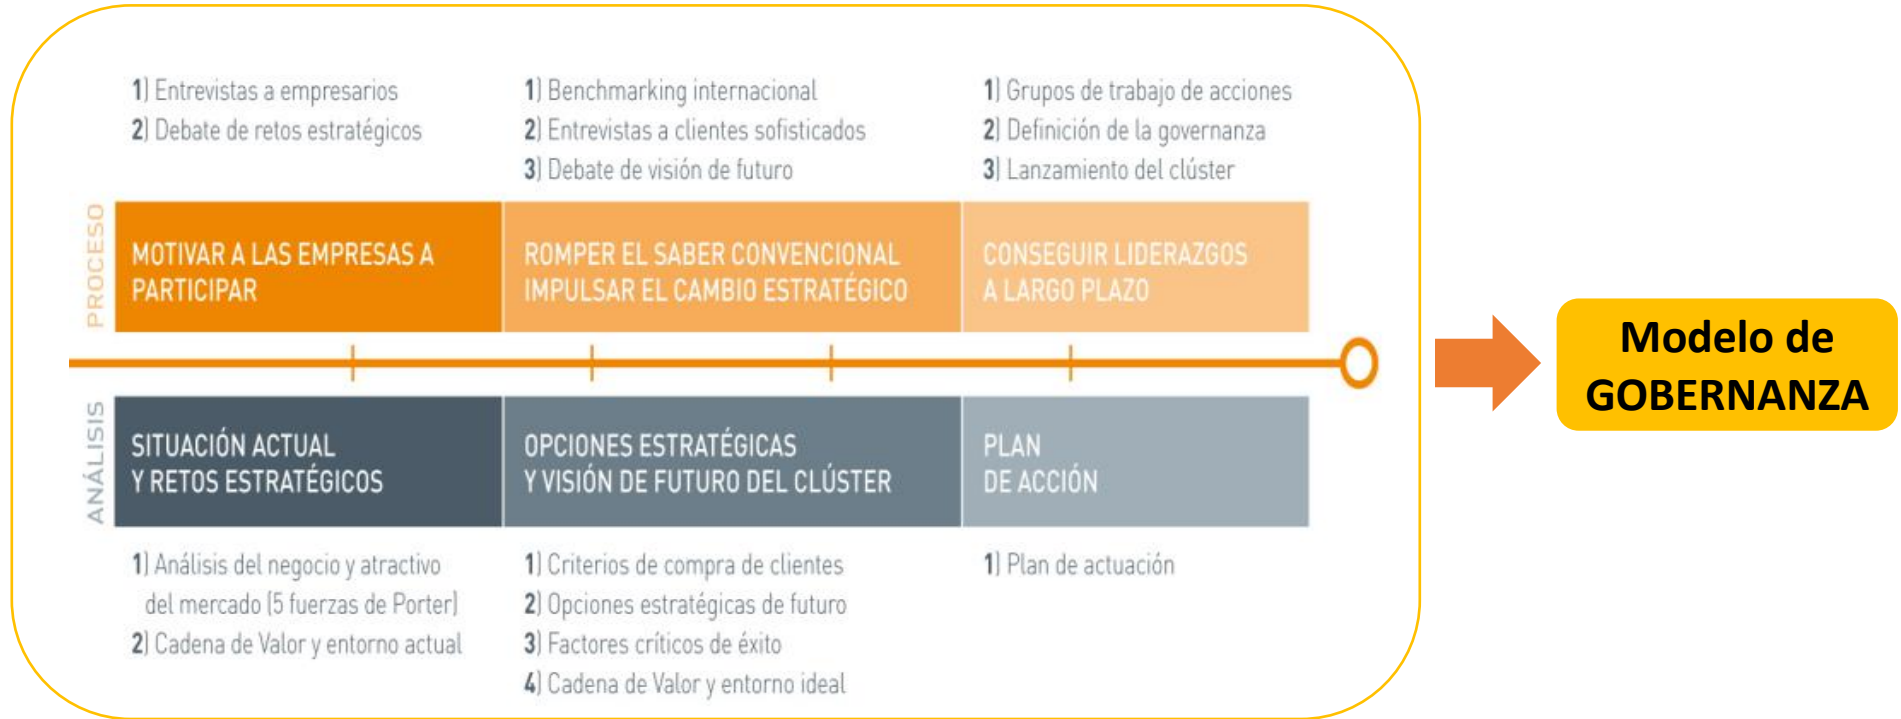 1) Entrevistas a empresarios
2) Debate de retos estratégicos
1) Benchmarking internacional
2) Entrevistas a clientes sofisticados
3) Debate de visión de futuro
1) Grupos de trabajo de acciones
2) Definición de la governanza
3) Lanzamiento del clúster
PROCESO
MOTIVAR A LAS EMPRESAS A
PARTICIPAR
ROMPER EL SABER CONVENCIONAL
IMPULSAR EL CAMBIO ESTRATÉGICO
CONSEGUIR LIDERAZGOS
A LARGO PLAZO
ANÁLISIS
SITUACIÓN ACTUAL
Y RETOS ESTRATÉGICOS
OPCIONES ESTRATÉGICAS
Y VISIÓN DE FUTURO DEL CLÚSTER
PLAN
DE ACCIÓN
1) Análisis del negocio y atractivo
del mercado (5 fuerzas de Porter)
2) Cadena de Valor y entorno actual
1) Criterios de compra de clientes
2) Opciones estratégicas de futuro
3) Factores críticos de éxito
4) Cadena de Valor y entorno ideal
1) Plan de actuación
Modelo de
GOBERNANZA